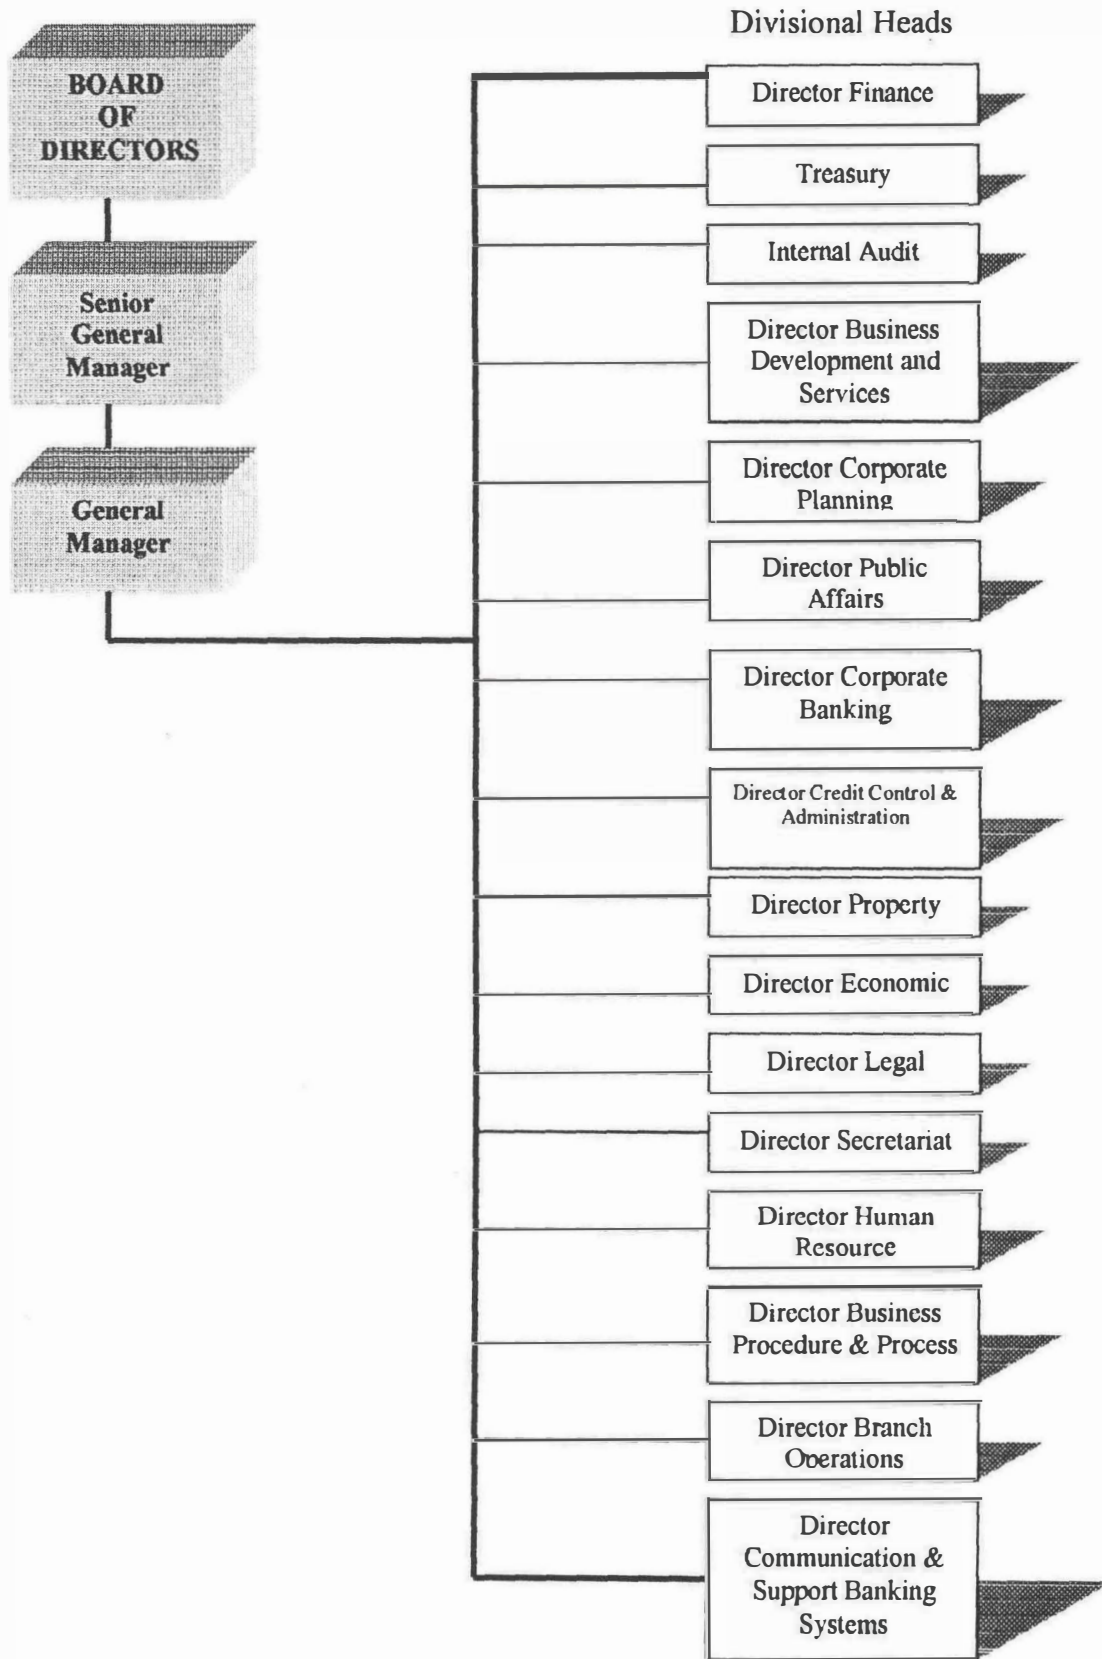 Divisional Heads
BOARD
OF
DIRECTORS
Senior
General
Manager
General
Manager
Director Finance
Treasury
Internal Audit
Director Business
Development and
Services
Director Corporate
Planning
Director Public
Affairs
Director Corporate
Banking
Director Credit Control &
Administration
Director Property
Director Economic
Director Legal
Director Secretariat
Director Human
Resource
Director Business
Procedure & Process
Director Branch
Operations
Director
Communication &
Support Banking
Systems